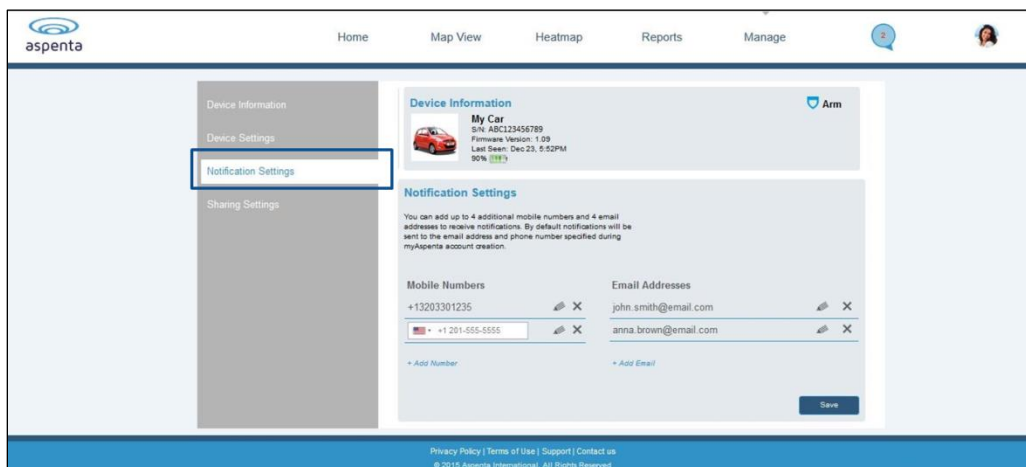 aspenta
Home
Map View
Heatmap
Reports
Manage
2
Device Information
Device Settings
Notification Settings
Sharing Settings
Device Information
Arm
My Car
S/N: ABC123456789
Firmware Version: 1.09
Last Seen: Dec 23, 5:52PM
90%
Notification Settings
You can add up to 4 additional mobile numbers and 4 email
addresses to receive notifications. By default notifications will be
sent to the email address and phone number specified during
myAspenta account creation.
Mobile Numbers
+13203301235
+1 201-555-5555
+ Add Number
Email Addresses
john.smith@email.com
anna.brown@email.com
+ Add Email
Save
Privacy Policy | Terms of Use | Support | Contact us
© 2015 Aspenta International. All Rights Reserved